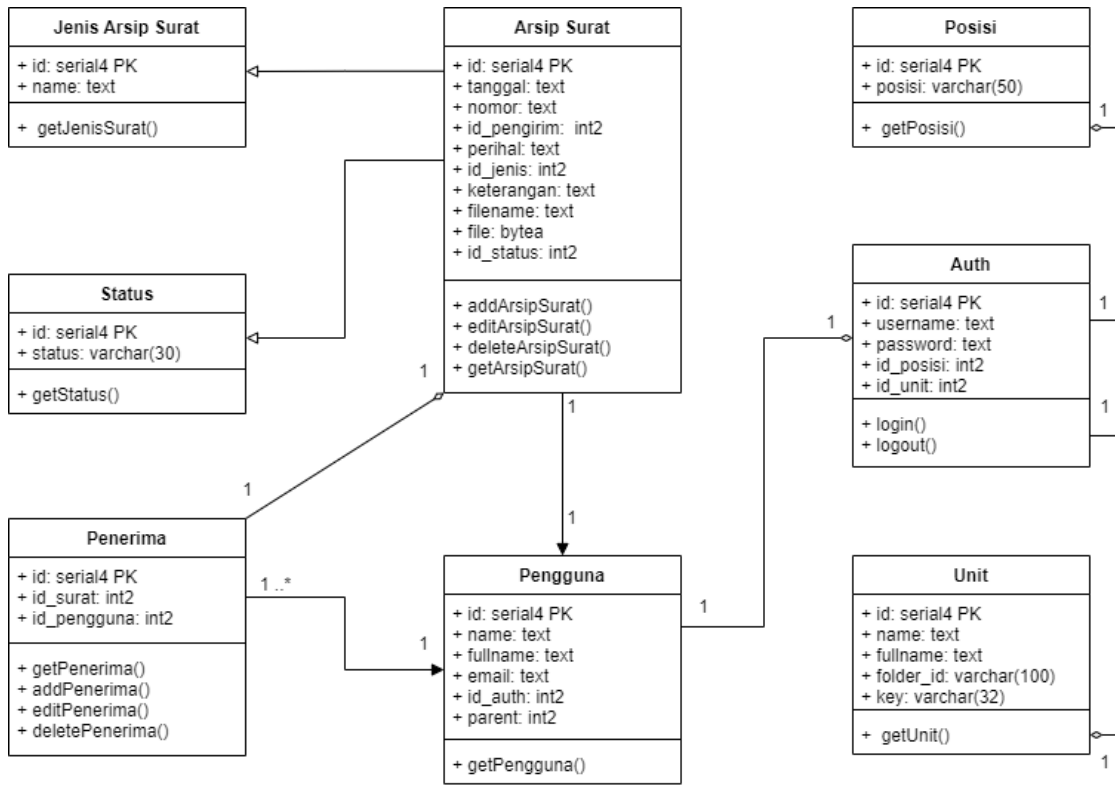 Jenis Arsip Surat
+ id: serial4 PK
+ name: text
+ getJenisSurat()
Arsip Surat
+ id: serial4 PK
+ tanggal: text
+ nomor: text
+ id_pengirim: int2
+ perihal: text
+ id_jenis: int2
+ keterangan: text
+ filename: text
+ file: bytea
+ id_status: int2
+ addArsipSurat()
+ editArsipSurat()
+ deleteArsipSurat()
+ getArsipSurat()
Posisi
+ id: serial4 PK
+ posisi: varchar(50)
+ getPosisi()
1
Status
+ id: serial4 PK
+ status: varchar(30)
+ getStatus()
Auth
+ id: serial4 PK
+ username: text
+ password: text
+ id_posisi: int2
+ id_unit: int2
+ login()
+ logout()
1
1
1
1
1
1
1
Penerima
+ id: serial4 PK
+ id_surat: int2
+ id_pengguna: int2
+ getPenerima()
+ addPenerima()
+ editPenerima()
+ deletePenerima()
1 ..*
1
Pengguna
+ id: serial4 PK
+ name: text
+ fullname: text
+ email: text
+ id_auth: int2
+ parent: int2
+ getPengguna()
1
Unit
+ id: serial4 PK
+ name: text
+ fullname: text
+ folder_id: varchar(100)
+ key: varchar(32)
+ getUnit()
1